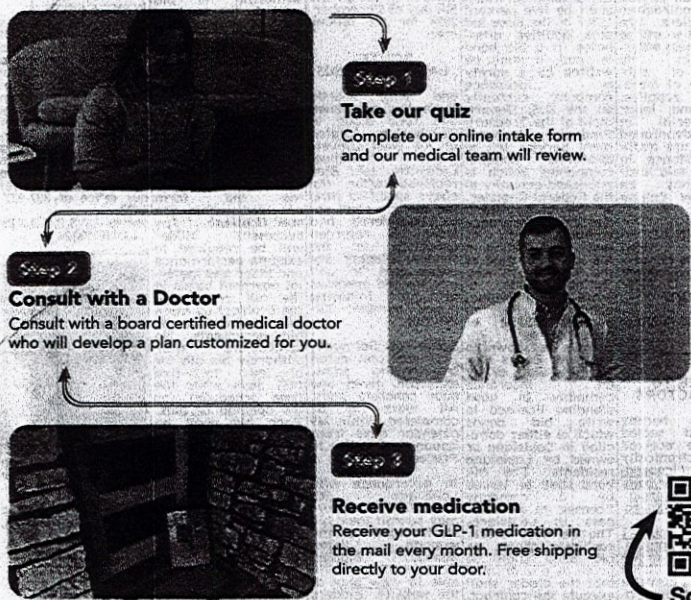 Step 1
Take our quiz
Complete our online intake form
and our medical team will review.
Step 2
Consult with a Doctor
Consult with a board certified medical doctor
who will develop a plan customized for you.
Step 3
Receive medication
Receive your GLP-1 medication in
the mail every month. Free shipping
directly to your door.